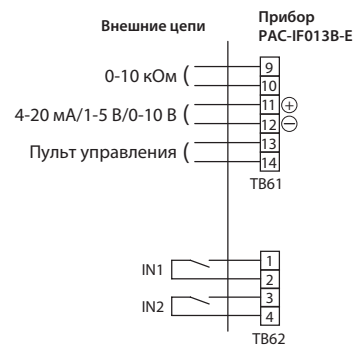 Внешние цепи
Прибор
PAC-IF013B-E
0-10 кОм (
9
10
4-20 мА/1-5 В/0-10 В (
11 ⊕
12 ⊖
Пульт управления (
13
14
TB61
IN1
1
2
IN2
3
4
TB62